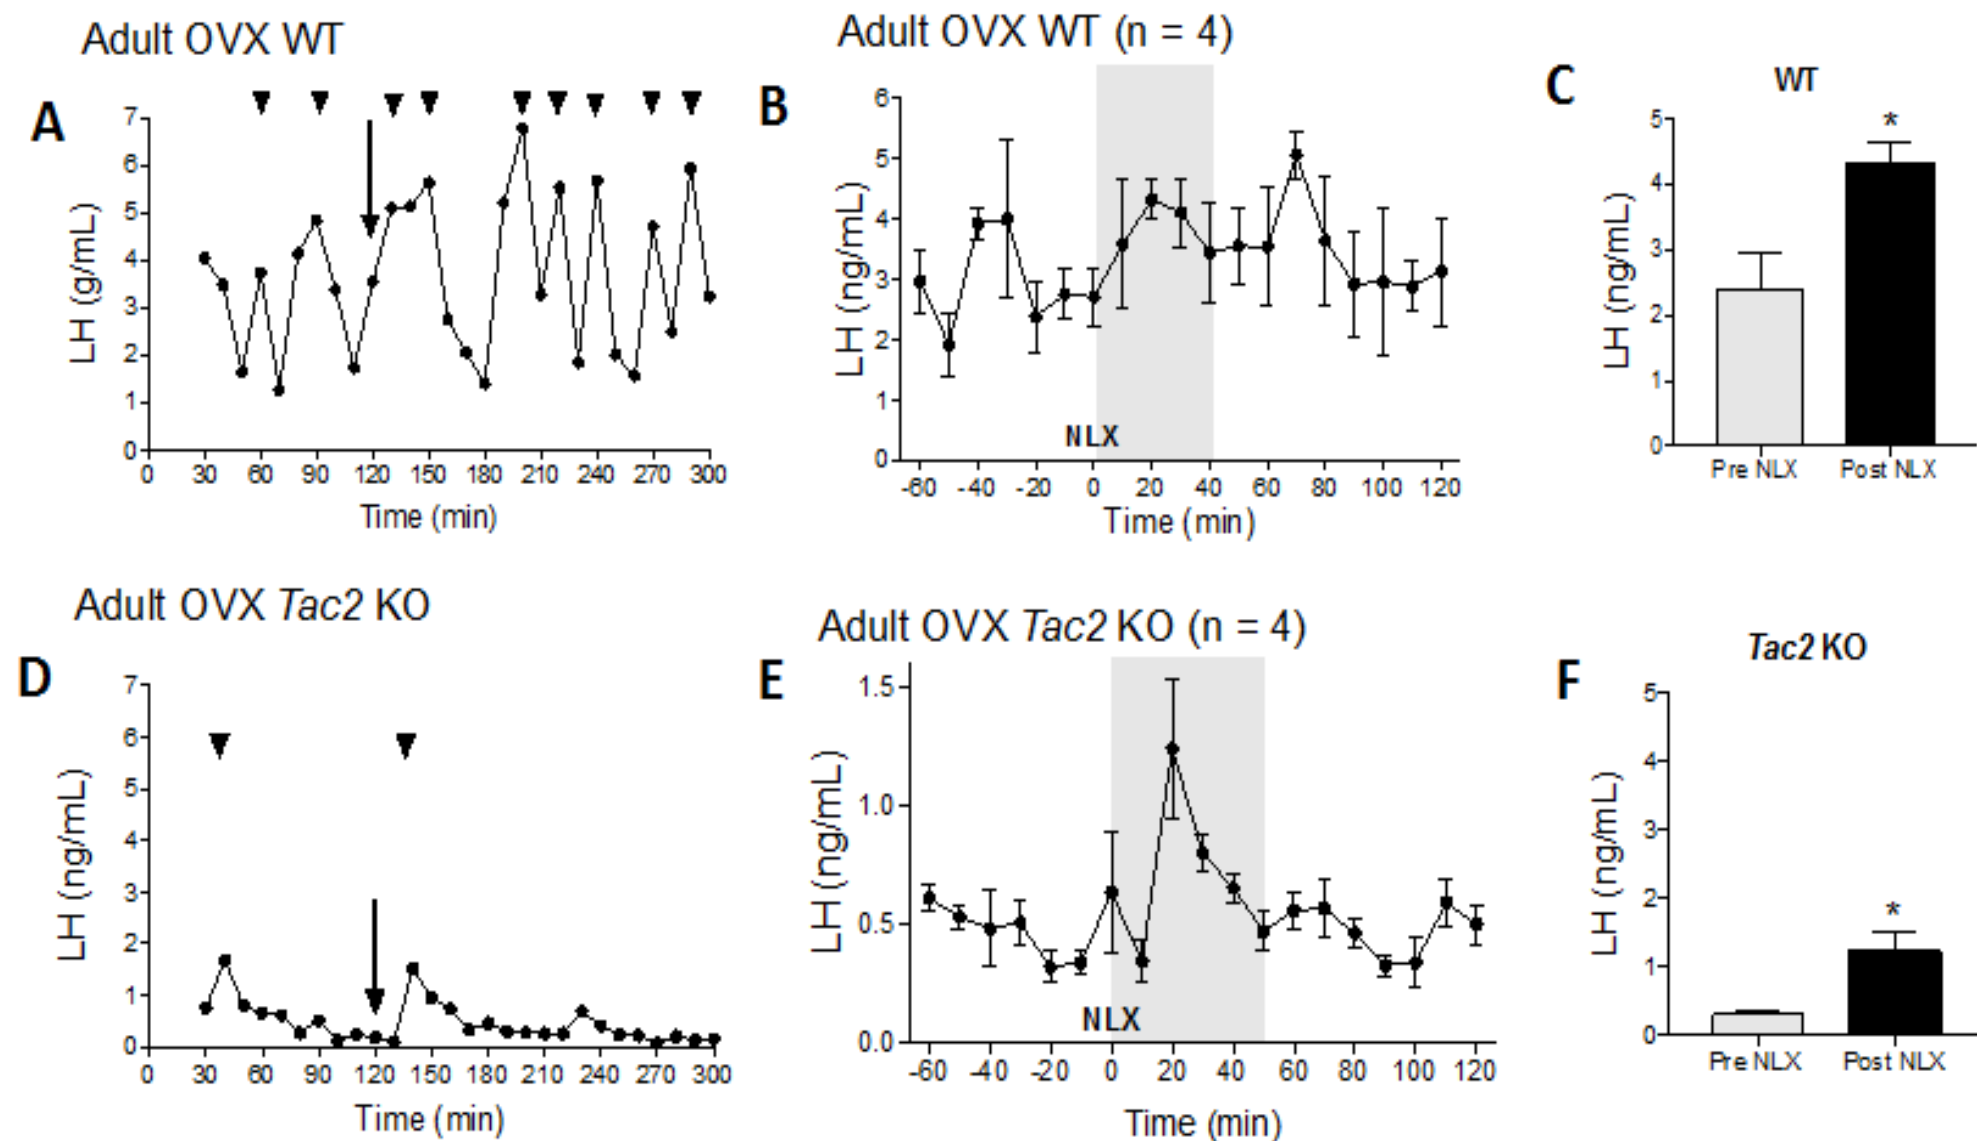 Adult OVX WT
A
LH (g/mL)
7
6
5
4
3
2
1
0
0 30 60 90 120 150 180 210 240 270 300
Time (min)
Adult OVX WT (n = 4)
B
LH (ng/mL)
6
5
4
3
2
1
0
NLX
-60 -40 -20 0 20 40 60 80 100 120
Time (min)
C
WT
LH (ng/mL)
5
4
3
2
1
0
*
Pre NLX Post NLX
Adult OVX Tac2 KO
D
LH (ng/mL)
7
6
5
4
3
2
1
0
0 30 60 90 120 150 180 210 240 270 300
Time (min)
Adult OVX Tac2 KO (n = 4)
E
LH (ng/mL)
1.5
1.0
0.5
0.0
NLX
-60 -40 -20 0 20 40 60 80 100 120
Time (min)
F
Tac2 KO
LH (ng/mL)
5
4
3
2
1
0
*
Pre NLX Post NLX